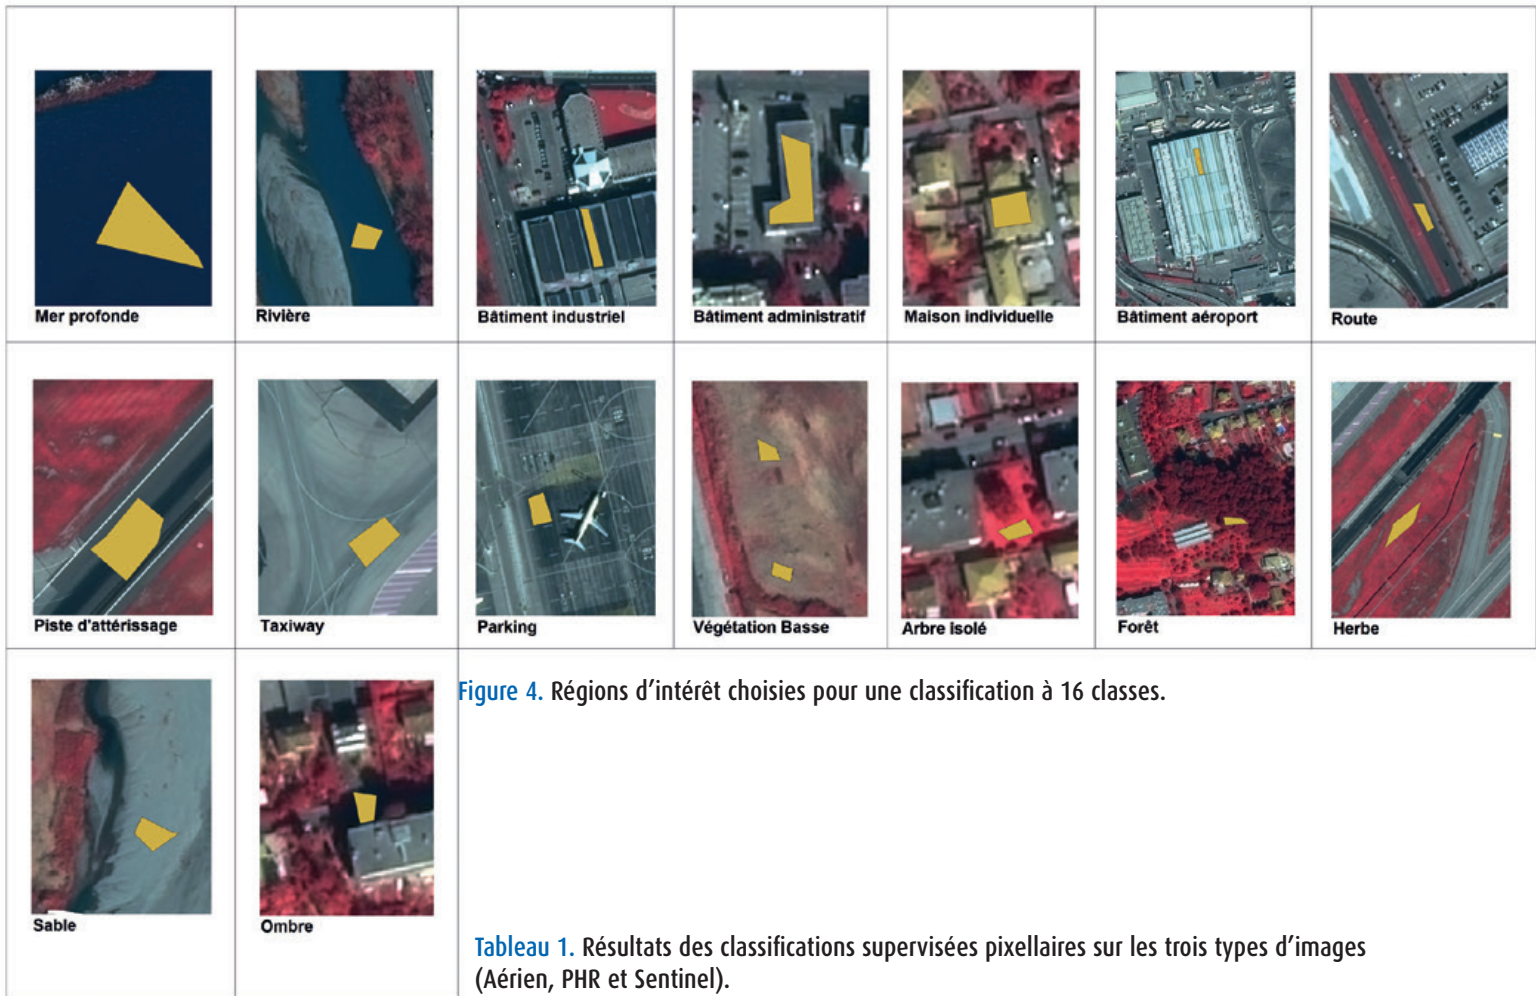 Mer profonde
Rivière
Bâtiment industriel
Bâtiment administratif
Maison individuelle
Bâtiment aéroport
Route
Piste d'attérissage
Taxiway
Parking
Végétation Basse
Arbre isolé
Forêt
Herbe
Figure 4. Régions d'intérêt choisies pour une classification à 16 classes.
Sable
Ombre
Tableau 1. Résultats des classifications supervisées pixellaires sur les trois types d'images
(Aérien, PHR et Sentinel).